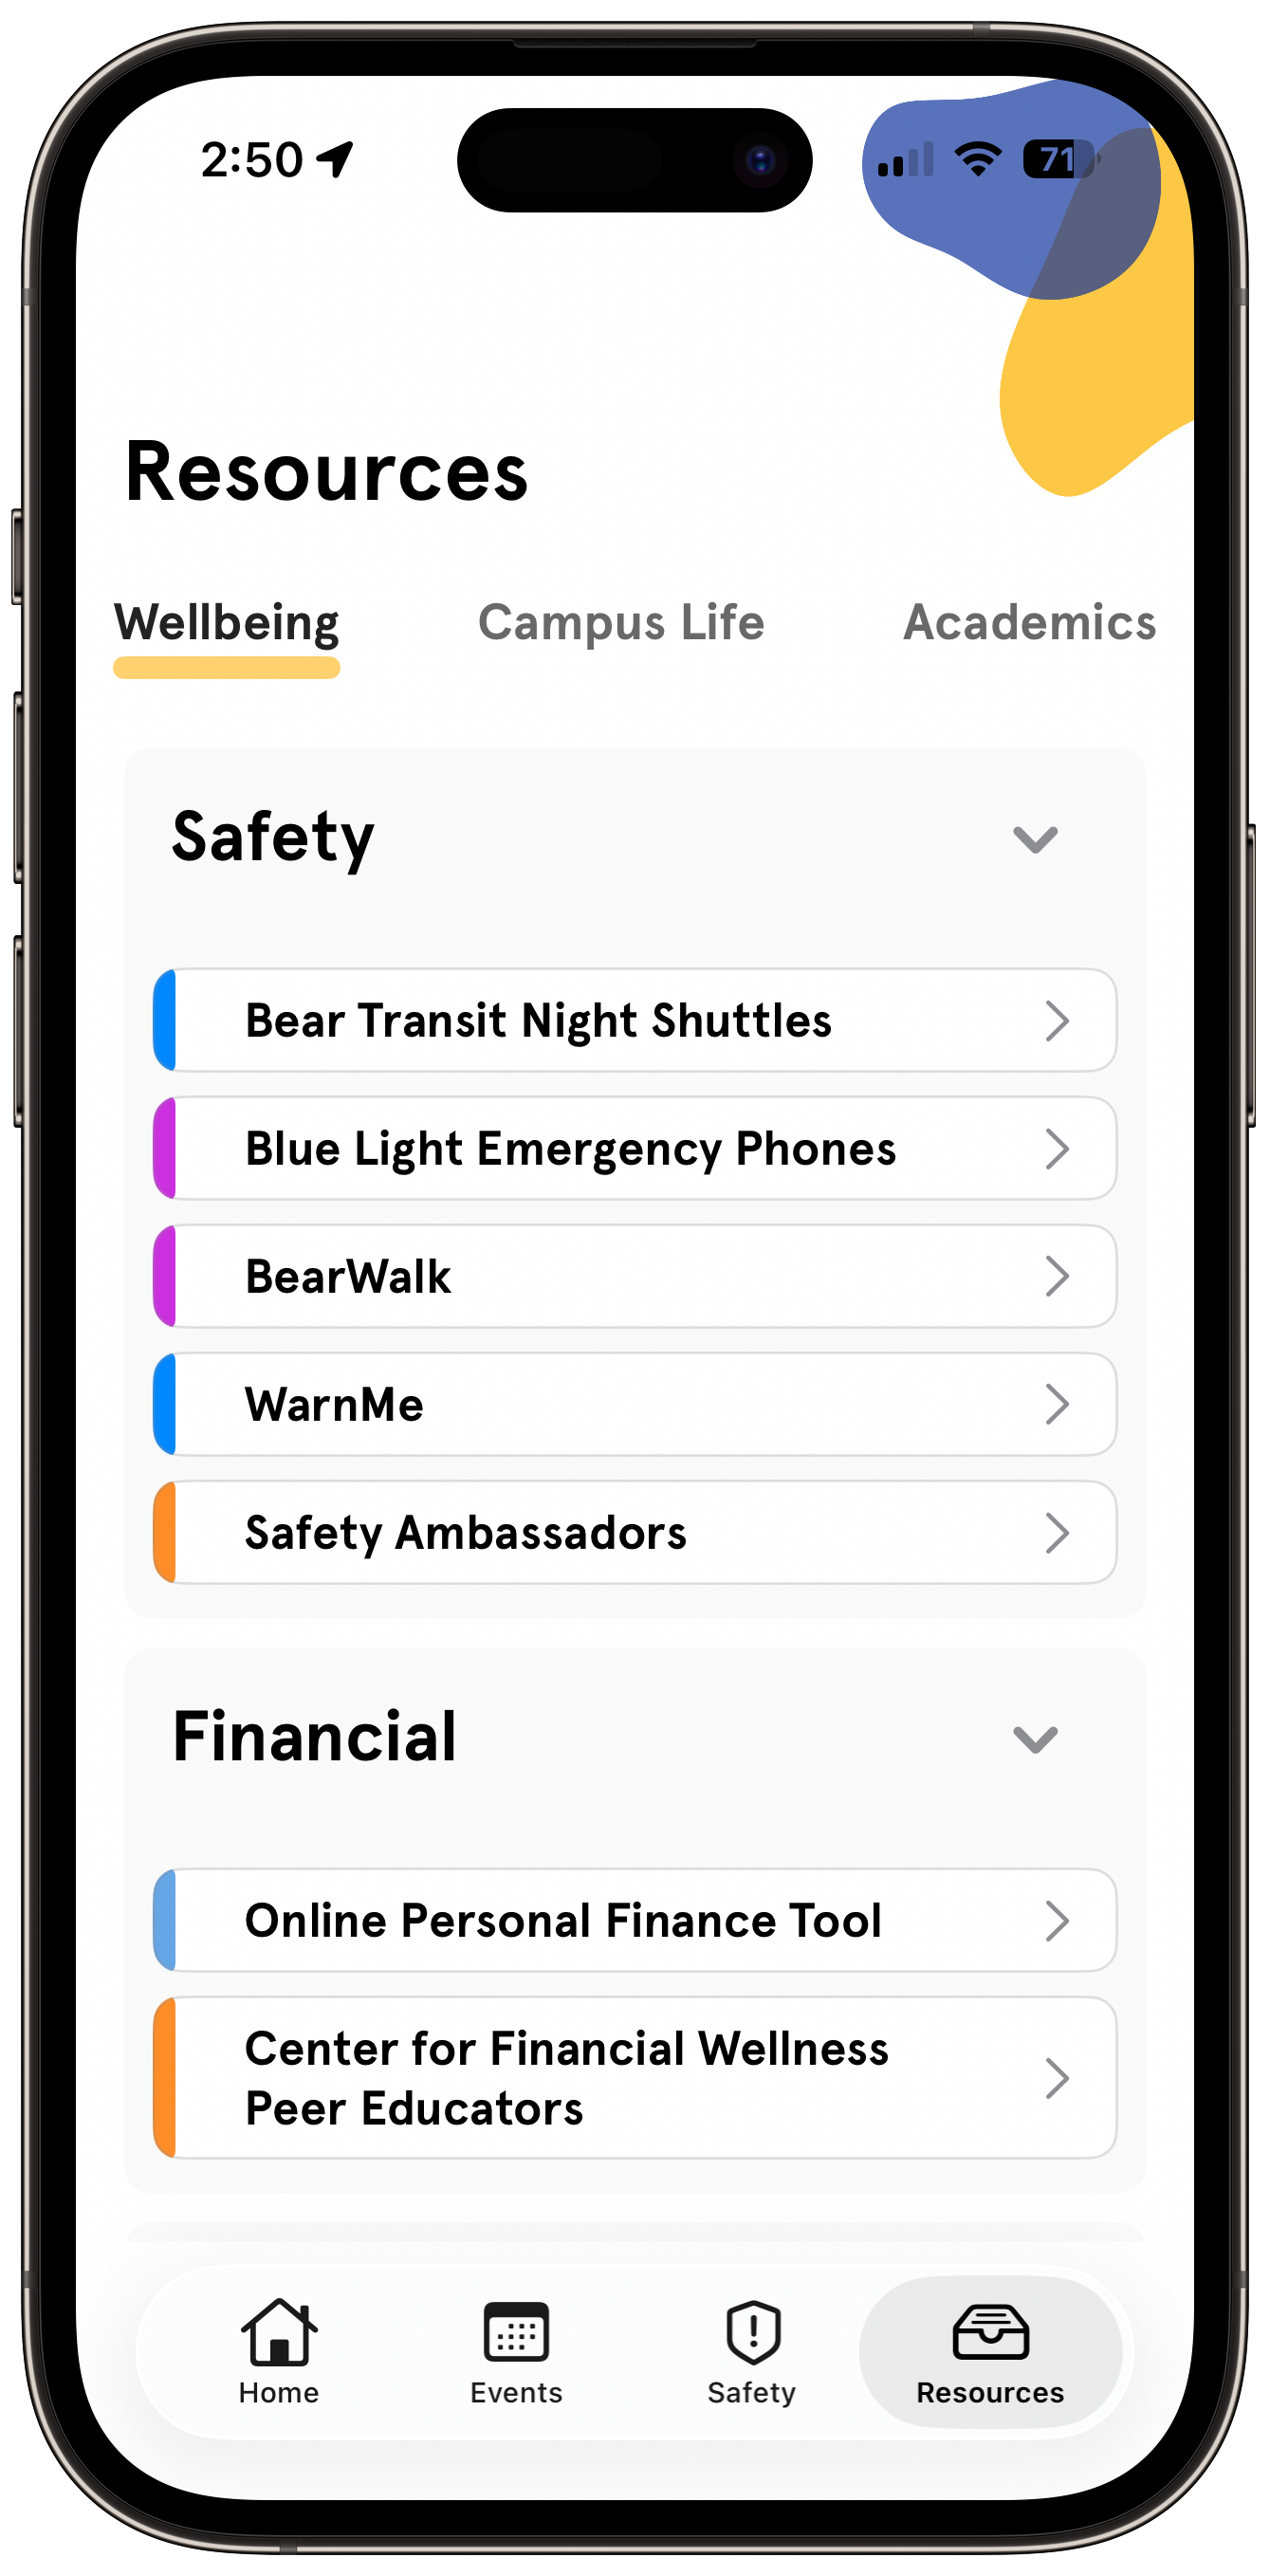 2:50
71
Resources
Wellbeing Campus Life Academics
Safety
Bear Transit Night Shuttles
Blue Light Emergency Phones
BearWalk
WarnMe
Safety Ambassadors
Financial
Online Personal Finance Tool
Center for Financial Wellness
Peer Educators
Home Events Safety Resources